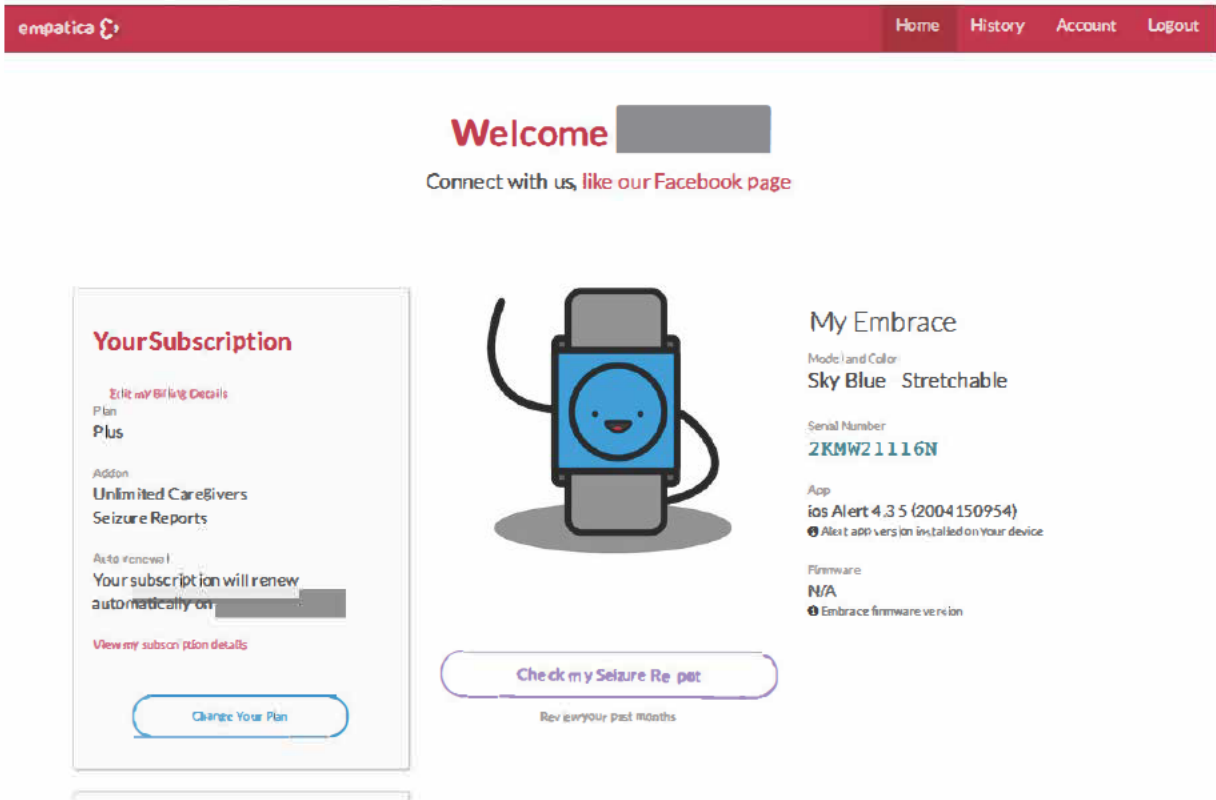 empatica
Home History Account Logout
Welcome
Connect with us, like our Facebook page
Your Subscription
Edit my Billing Details
Plan
Plus
Addon
Unlimited Caregivers
Seizure Reports
Auto renewal
Your subscription will renew
automatically on
View my subscription details
Change Your Plan
Check my Seizure Report
Review your past months
My Embrace
Model and Color
Sky Blue Stretchable
Serial Number
2KMW21116N
App
ios Alert 4.3.5 (2004150954)
Alert app version installed on your device
Firmware
N/A
Embrace firmware version